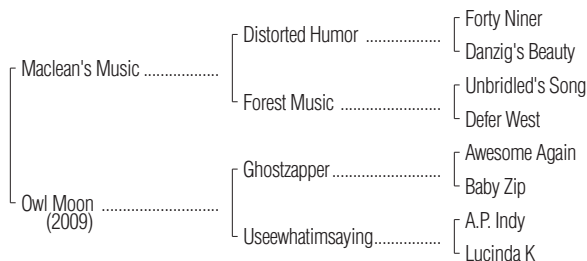 Forty Niner
Distorted Humor ..................
Danzig's Beauty
Maclean's Music ..................
Unbridled's Song
Forest Music ......................
Defer West
Awesome Again
Ghostzapper.......................
Baby Zip
Owl Moon ............................
(2009)
A.P. Indy
Useewhatimsaying................
Lucinda K